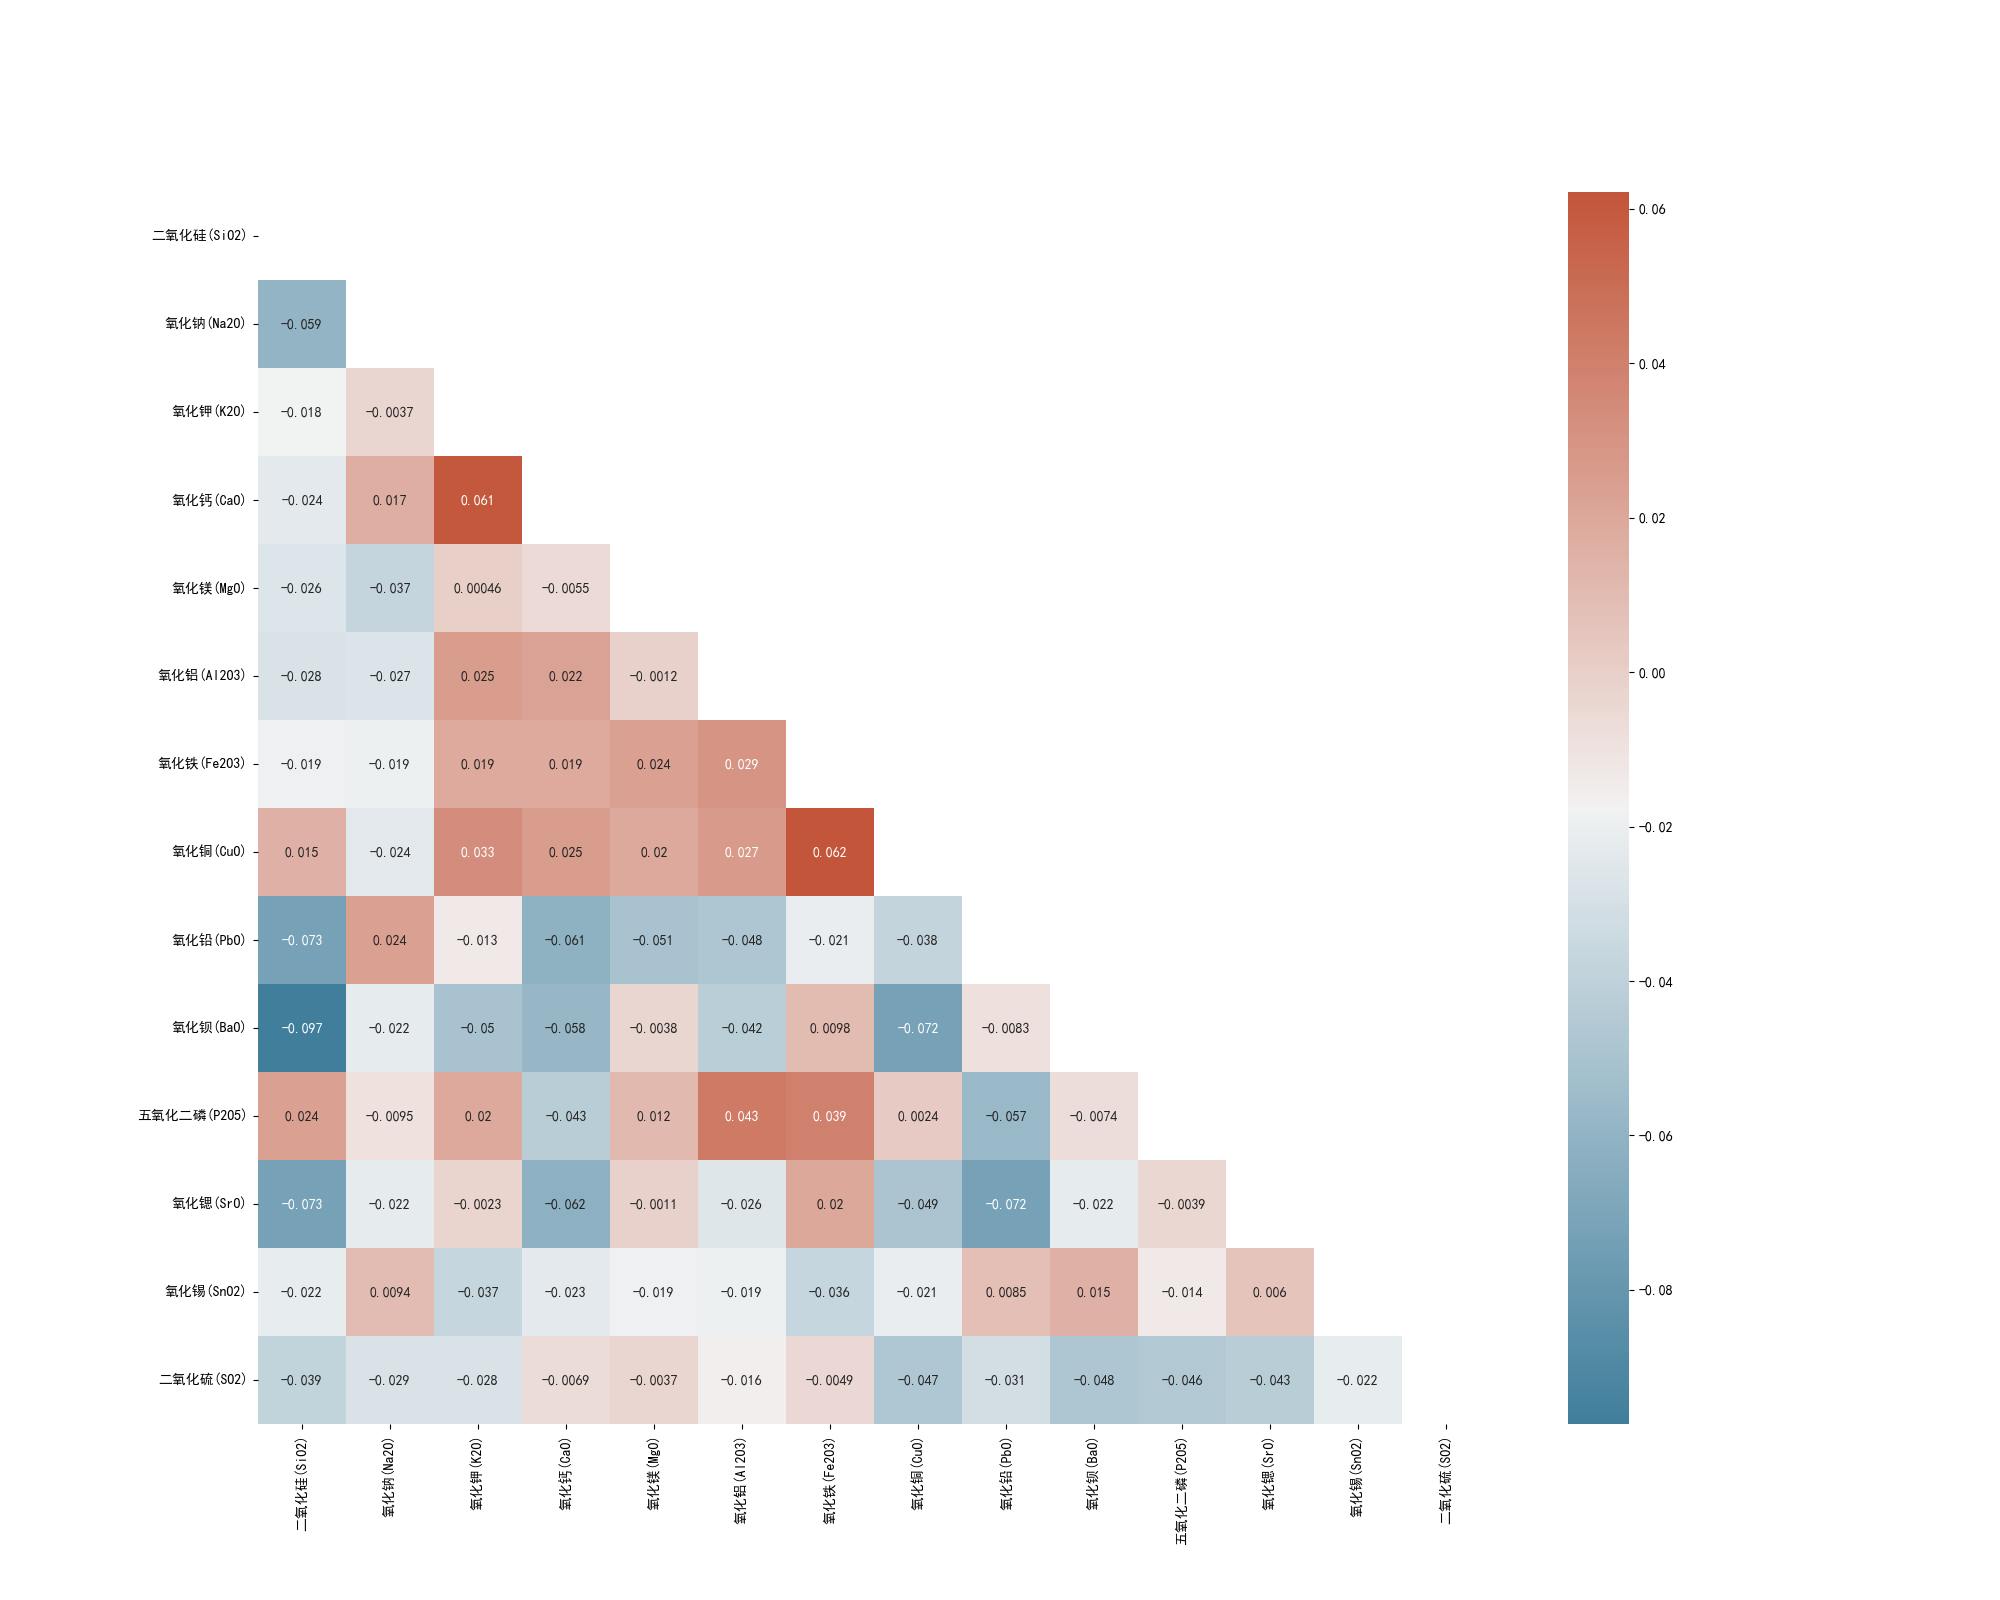 二氧化硅(SiO2)
氧化钠(Na2O) -0.059
氧化钾(K2O) -0.018 -0.0037
氧化钙(CaO) -0.024 0.017 0.061
氧化镁(MgO) -0.026 -0.037 0.00046 -0.0055
氧化铝(Al2O3) -0.028 -0.027 0.025 0.022 -0.0012
氧化铁(Fe2O3) -0.019 -0.019 0.019 0.019 0.024 0.029
氧化铜(CuO) 0.015 -0.024 0.033 0.025 0.02 0.027 0.062
氧化铅(PbO) -0.073 0.024 -0.013 -0.061 -0.051 -0.048 -0.021 -0.038
氧化钡(BaO) -0.097 -0.022 -0.05 -0.058 -0.0038 -0.042 0.0098 -0.072 -0.0083
五氧化二磷(P2O5) 0.024 -0.0095 0.02 -0.043 0.012 0.043 0.039 0.0024 -0.057 -0.0074
氧化锶(SrO) -0.073 -0.022 -0.0023 -0.062 -0.0011 -0.026 0.02 -0.049 -0.072 -0.022 -0.0039
氧化锡(SnO2) -0.022 0.0094 -0.037 -0.023 -0.019 -0.019 -0.036 -0.021 0.0085 0.015 -0.014 0.006
二氧化硫(SO2) -0.039 -0.029 -0.028 -0.0069 -0.0037 -0.016 -0.0049 -0.047 -0.031 -0.048 -0.046 -0.043 -0.022
二氧化硅(SiO2)
氧化钠(Na2O)
氧化钾(K2O)
氧化钙(CaO)
氧化镁(MgO)
氧化铝(Al2O3)
氧化铁(Fe2O3)
氧化铜(CuO)
氧化铅(PbO)
氧化钡(BaO)
五氧化二磷(P2O5)
氧化锶(SrO)
氧化锡(SnO2)
二氧化硫(SO2)
0.06
0.04
0.02
0.00
-0.02
-0.04
-0.06
-0.08